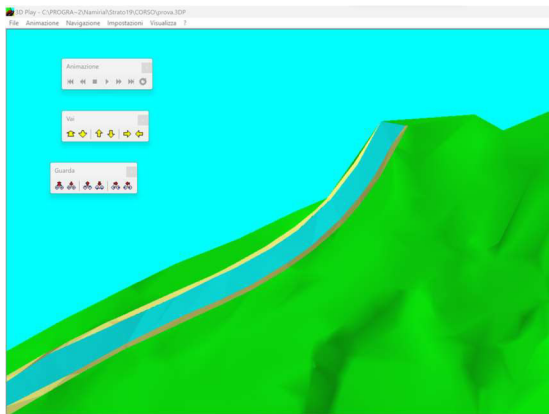 3D Play - C:\PROGRA~2\Namirial\Strato19\CORSO\prova.3DP
File Animazione Navigazione Impostazioni Visualizza ?
Animazione
Vai
Guarda